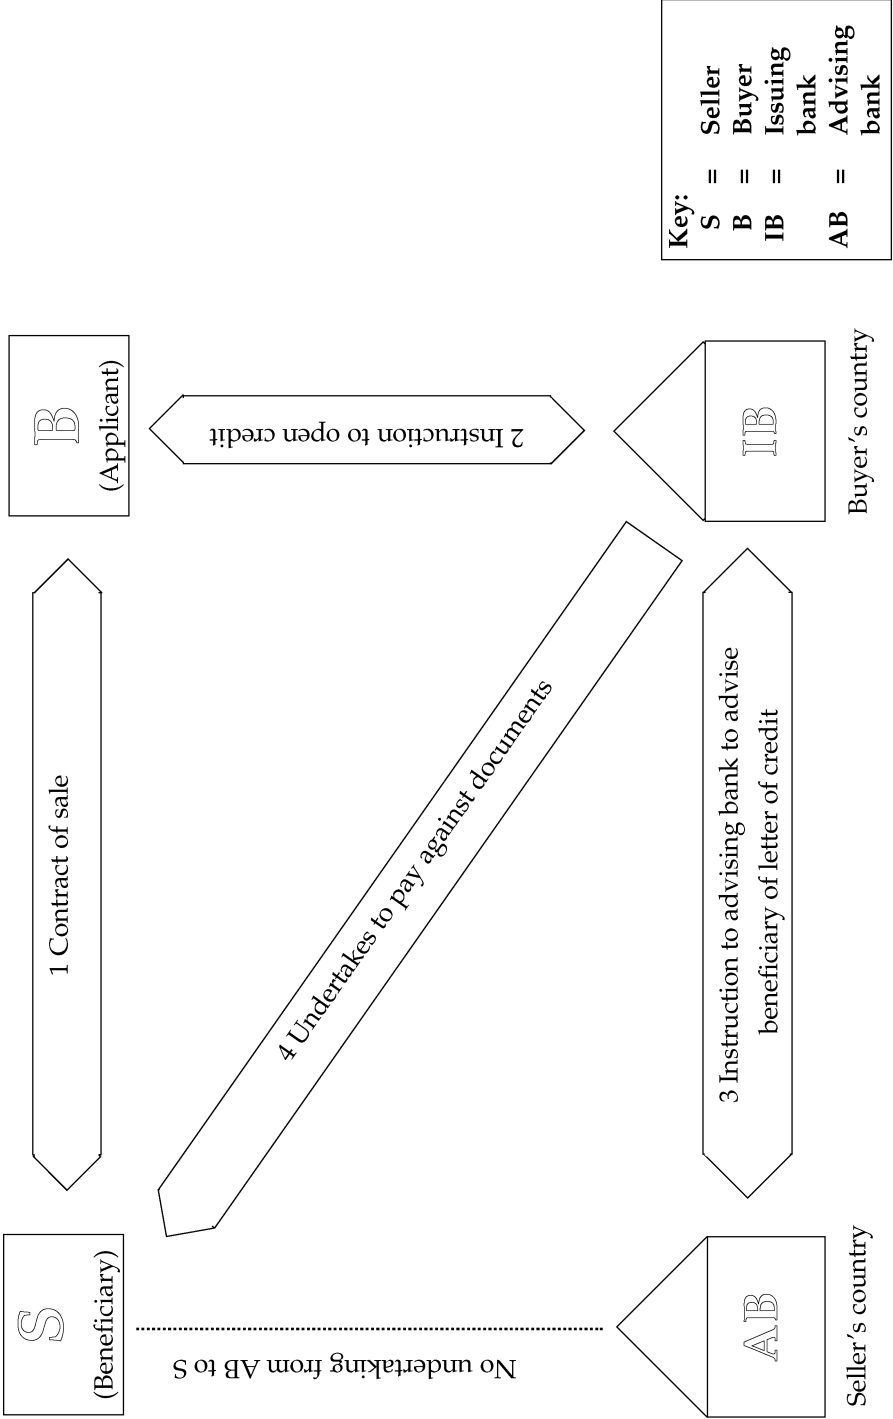 S
(Beneficiary)
1 Contract of sale
B
(Applicant)
No undertaking from AB to S
4 Undertakes to pay against documents
2 Instruction to open credit
AB
3 Instruction to advising bank to advise
beneficiary of letter of credit
IB
Seller's country
Buyer's country
Key:
S = Seller
B = Buyer
IB = Issuing
bank
AB = Advising
bank